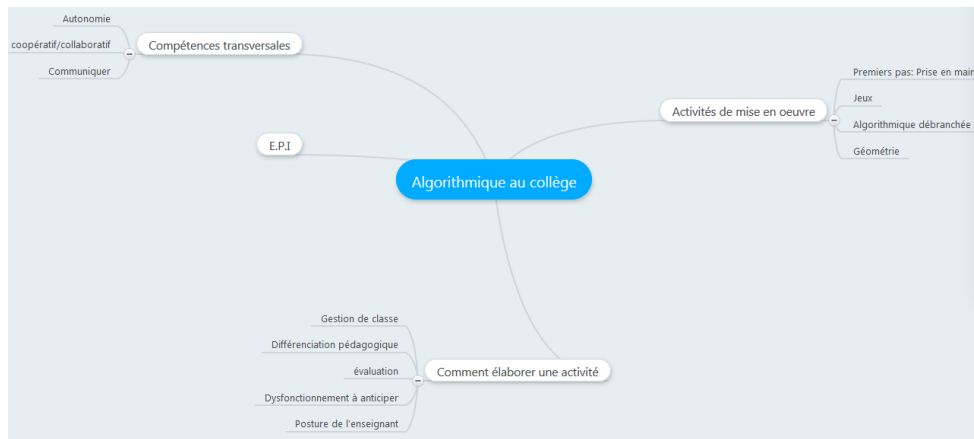 Autonomie
coopératif/collaboratif
Communiquer
Compétences transversales
E.P.I
Algorithmique au collège
Activités de mise en oeuvre
Premiers pas: Prise en main
Jeux
Algorithmique débranchée
Géométrie
Gestion de classe
Différenciation pédagogique
évaluation
Dysfonctionnement à anticiper
Posture de l'enseignant
Comment élaborer une activité